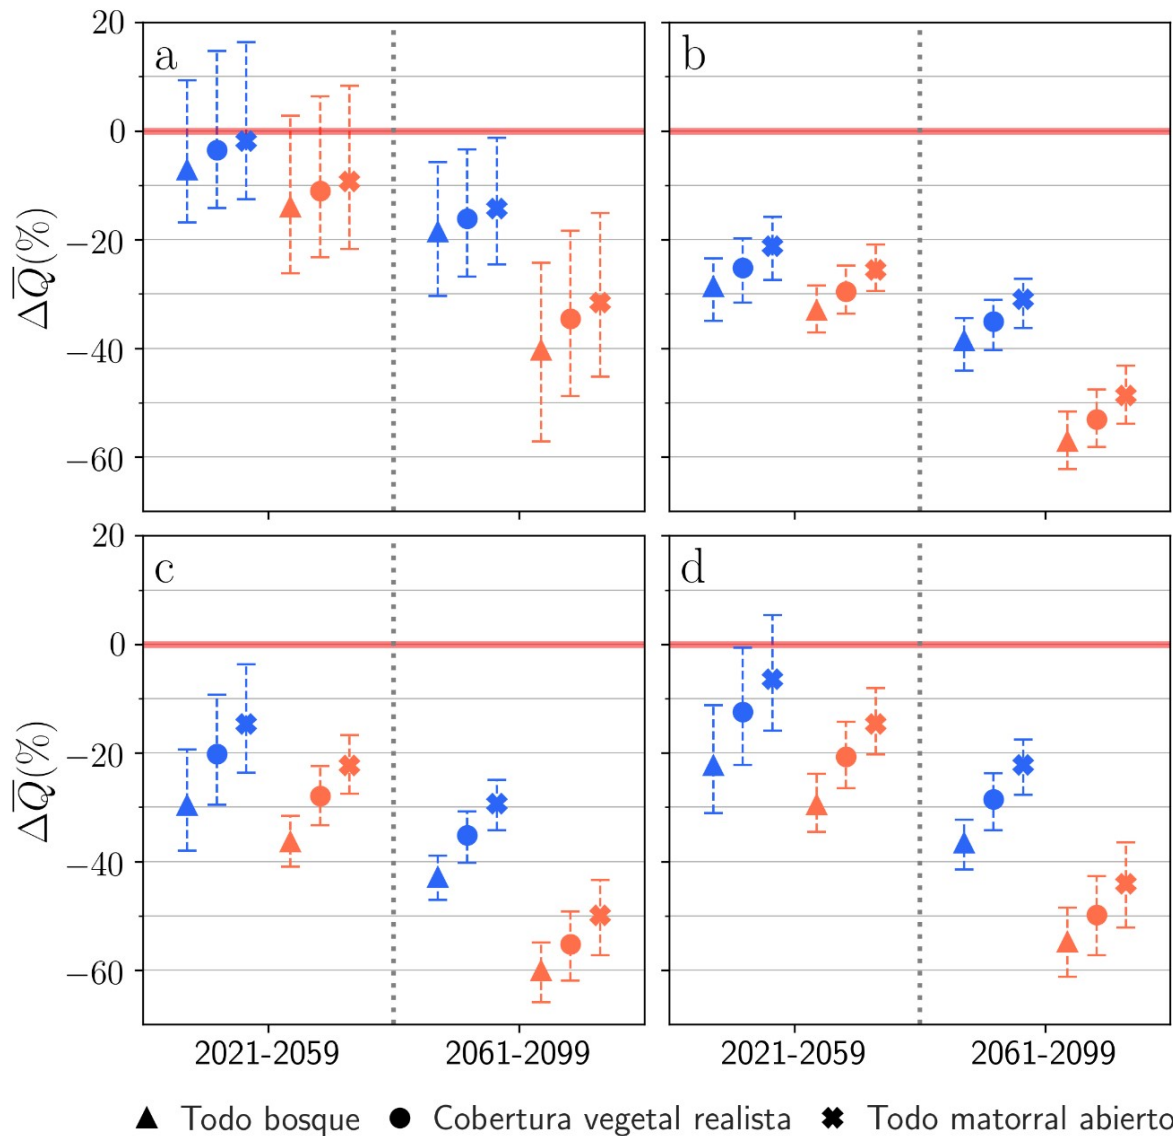 20
0
−20
−40
−60
ΔQ̅(%)
a
b
20
0
−20
−40
−60
ΔQ̅(%)
c
d
2021-2059 2061-2099 2021-2059 2061-2099
▲ Todo bosque ● Cobertura vegetal realista ✖ Todo matorral abierto